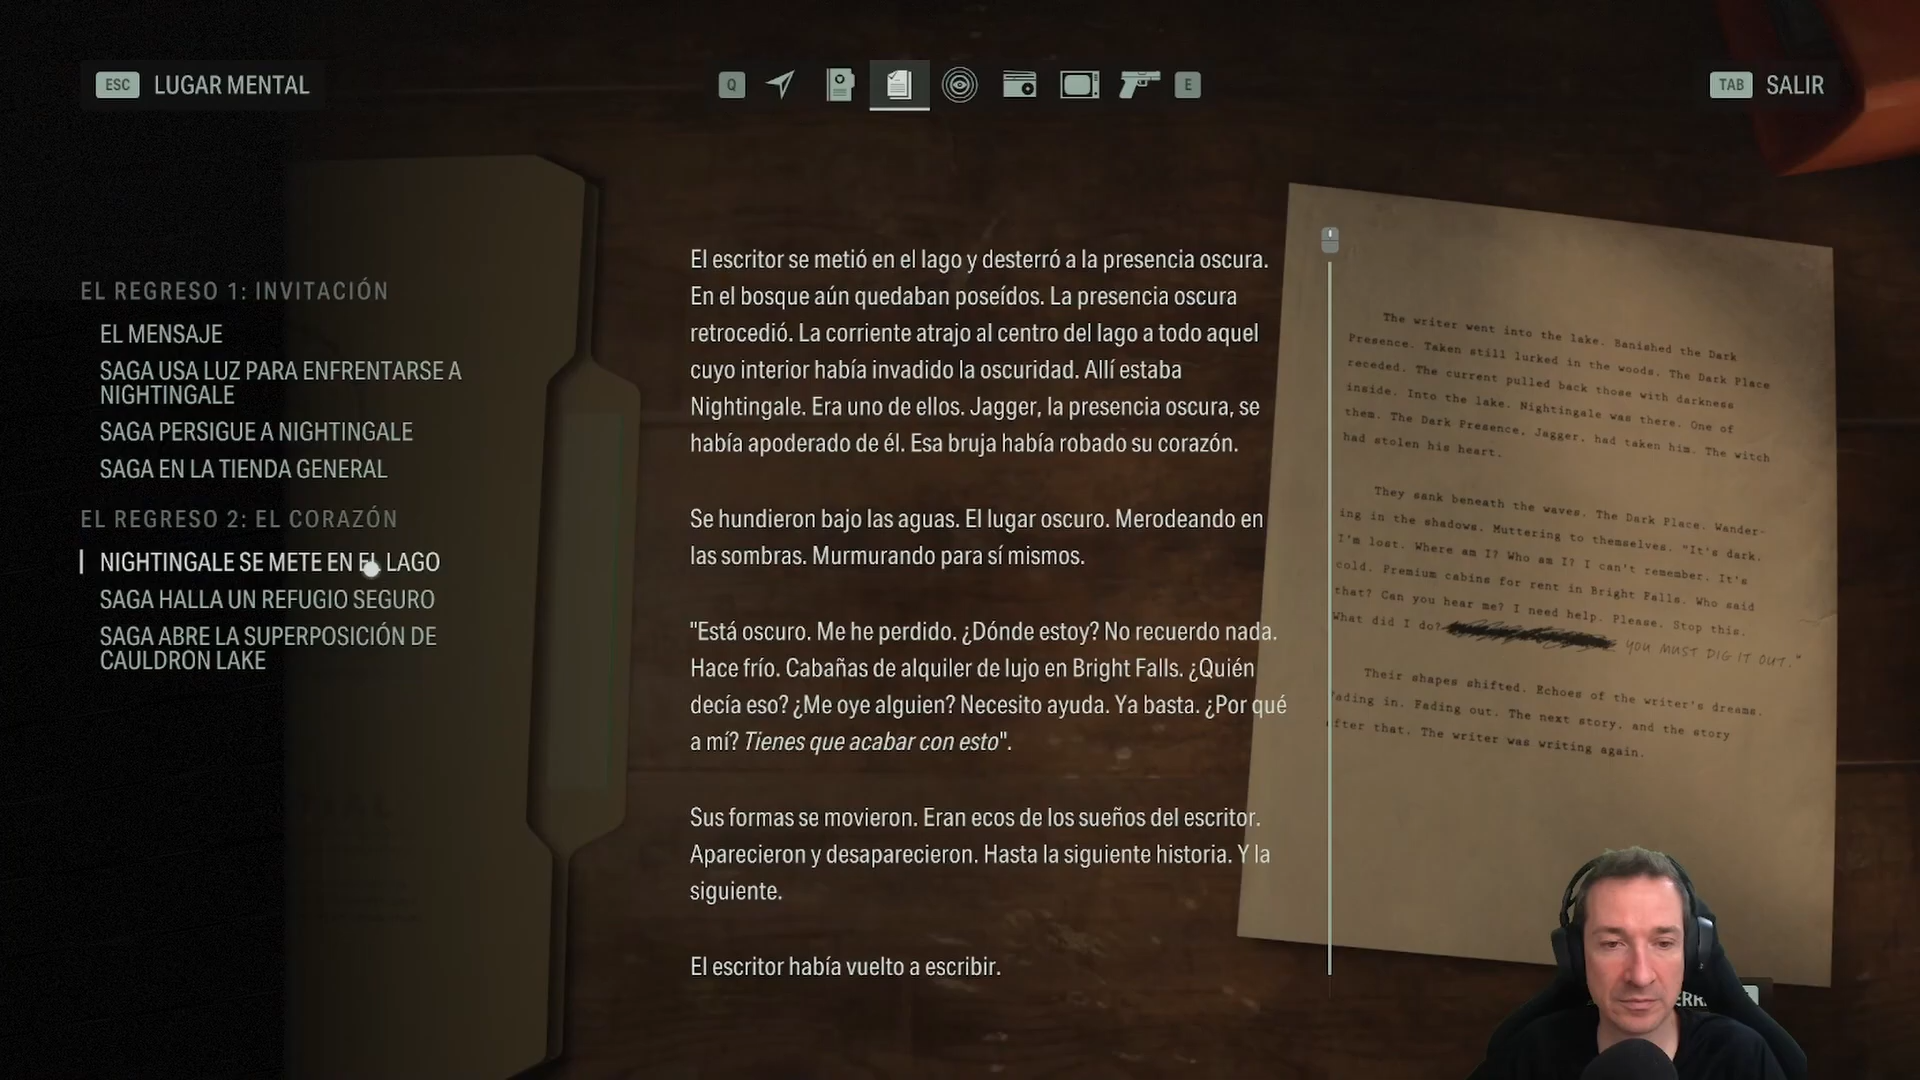 ESC LUGAR MENTAL
Q
E
TAB SALIR
EL REGRESO 1: INVITACIÓN
EL MENSAJE
SAGA USA LUZ PARA ENFRENTARSE A
NIGHTINGALE
SAGA PERSIGUE A NIGHTINGALE
SAGA EN LA TIENDA GENERAL
EL REGRESO 2: EL CORAZÓN
NIGHTINGALE SE METE EN EL LAGO
SAGA HALLA UN REFUGIO SEGURO
SAGA ABRE LA SUPERPOSICIÓN DE
CAULDRON LAKE
El escritor se metió en el lago y desterró a la presencia oscura.
En el bosque aún quedaban poseídos. La presencia oscura
retrocedió. La corriente atrajo al centro del lago a todo aquel
cuyo interior había invadido la oscuridad. Allí estaba
Nightingale. Era uno de ellos. Jagger, la presencia oscura, se
había apoderado de él. Esa bruja había robado su corazón.
Se hundieron bajo las aguas. El lugar oscuro. Merodeando en
las sombras. Murmurando para sí mismos.
"Está oscuro. Me he perdido. ¿Dónde estoy? No recuerdo nada.
Hace frío. Cabañas de alquiler de lujo en Bright Falls. ¿Quién
decía eso? ¿Me oye alguien? Necesito ayuda. Ya basta. ¿Por qué
a mí? Tienes que acabar con esto".
Sus formas se movieron. Eran ecos de los sueños del escritor.
Aparecieron y desaparecieron. Hasta la siguiente historia. Y la
siguiente.
El escritor había vuelto a escribir.
The writer went into the lake. Banished the Dark
Presence. Taken still lurked in the woods. The Dark Place
receded. The current pulled back those with darkness
inside. Into the lake. Nightingale was there. One of
them. The Dark Presence, Jagger, had taken him. The witch
had stolen his heart.
They sank beneath the waves. The Dark Place. Wander-
ing in the shadows. Muttering to themselves. "It's dark.
I'm lost. Where am I? Who am I? I can't remember. It's
cold. Premium cabins for rent in Bright Falls. Who said
that? Can you hear me? I need help. Please. Stop this.
What did I do? YOU MUST DIG IT OUT."
Their shapes shifted. Echoes of the writer's dreams.
Fading in. Fading out. The next story, and the story
after that. The writer was writing again.